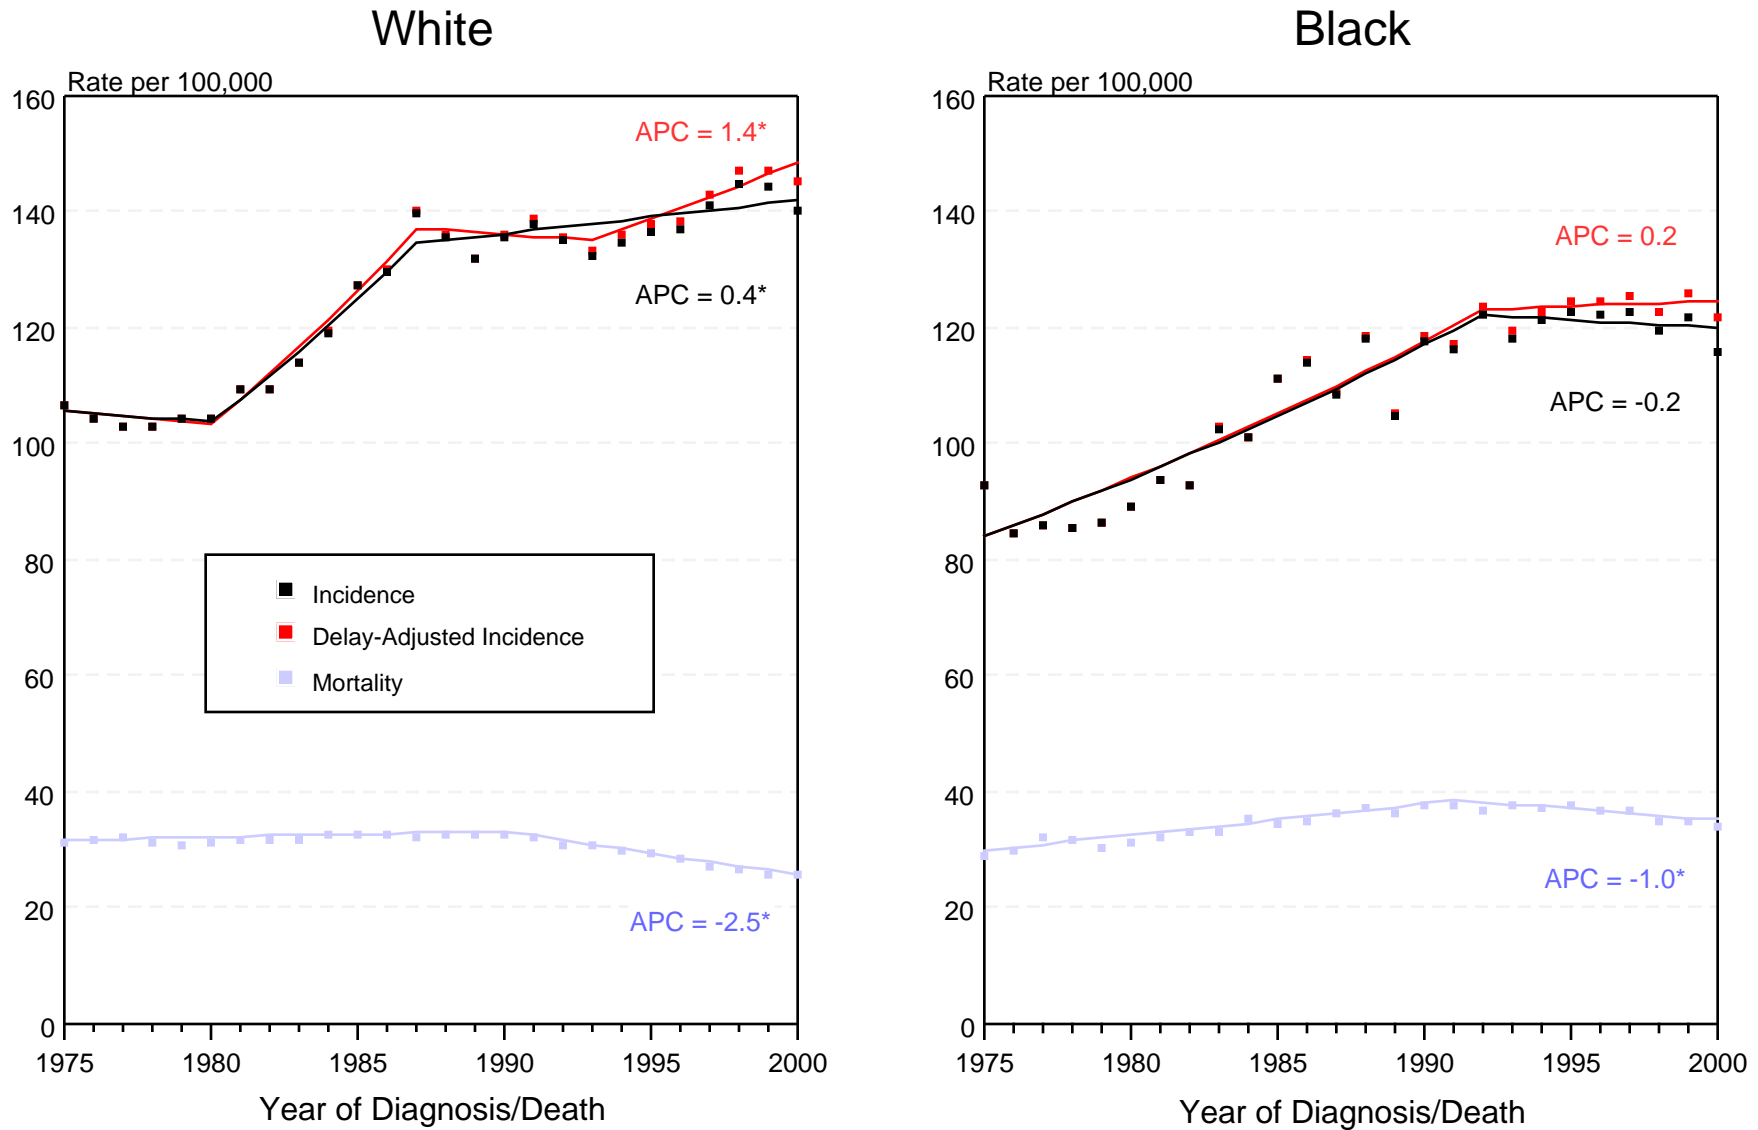 White
Rate per 100,000
160
140
120
100
80
60
40
20
0
APC = 1.4*
APC = 0.4*
Incidence
Delay-Adjusted Incidence
Mortality
APC = -2.5*
1975 1980 1985 1990 1995 2000
Year of Diagnosis/Death
Black
Rate per 100,000
160
140
120
100
80
60
40
20
0
APC = 0.2
APC = -0.2
APC = -1.0*
1975 1980 1985 1990 1995 2000
Year of Diagnosis/Death